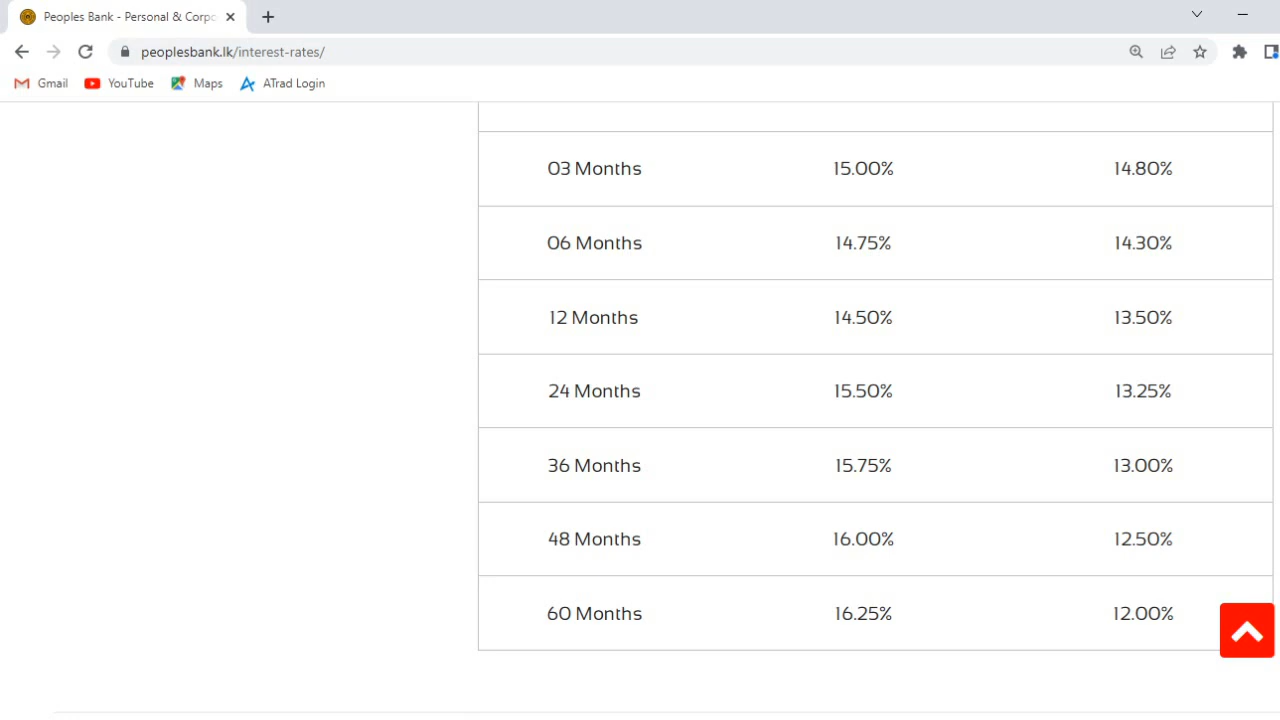 Peoples Bank - Personal & Corpo
peoplesbank.lk/interest-rates/
Gmail YouTube Maps ATrad Login
03 Months 15.00% 14.80%
06 Months 14.75% 14.30%
12 Months 14.50% 13.50%
24 Months 15.50% 13.25%
36 Months 15.75% 13.00%
48 Months 16.00% 12.50%
60 Months 16.25% 12.00%